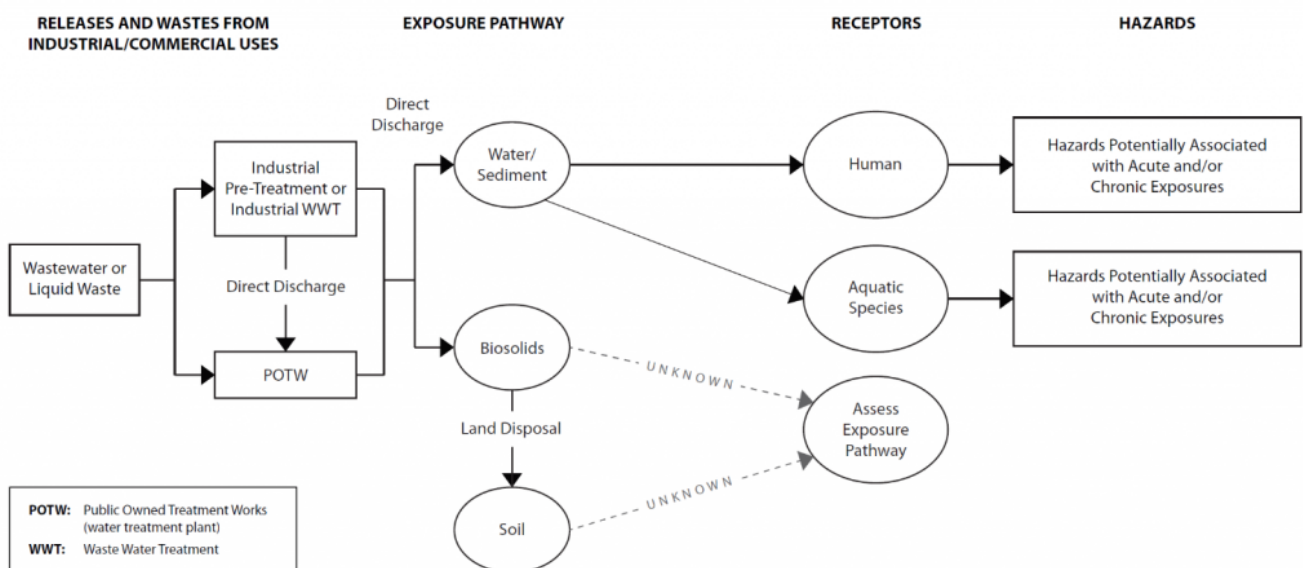 RELEASES AND WASTES FROM
INDUSTRIAL/COMMERCIAL USES
EXPOSURE PATHWAY
RECEPTORS
HAZARDS
Direct
Discharge
Industrial
Pre-Treatment or
Industrial WWT
Water/
Sediment
Human
Hazards Potentially Associated
with Acute and/or
Chronic Exposures
Wastewater or
Liquid Waste
Direct Discharge
Aquatic
Species
Hazards Potentially Associated
with Acute and/or
Chronic Exposures
POTW
Biosolids
UNKNOWN
Assess
Exposure
Pathway
Land Disposal
UNKNOWN
Soil
POTW: Public Owned Treatment Works
(water treatment plant)
WWT: Waste Water Treatment